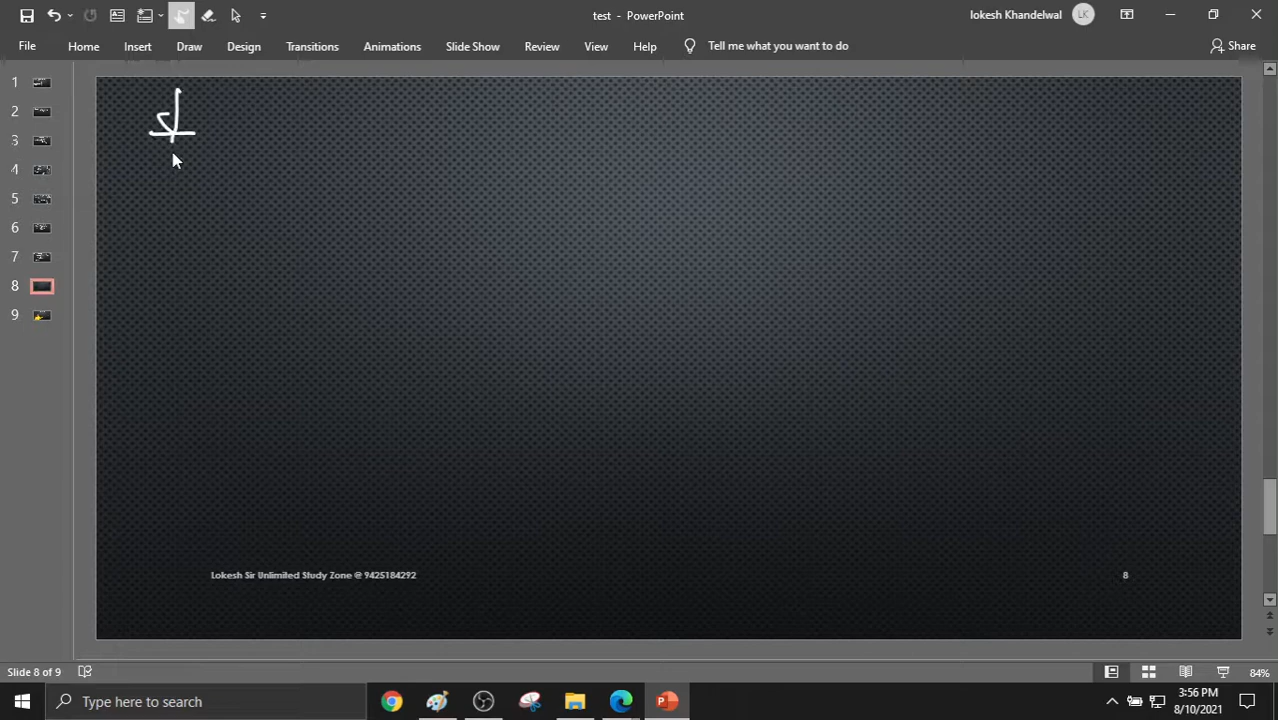 test - PowerPoint
lokesh Khandelwal LK
File Home Insert Draw Design Transitions Animations Slide Show Review View Help Tell me what you want to do Share
1
2
3
4
5
6
7
8
9
d
Lokesh Sir Unlimited Study Zone @ 9425184292 8
Slide 8 of 9 84%
Type here to search
3:56 PM
8/10/2021